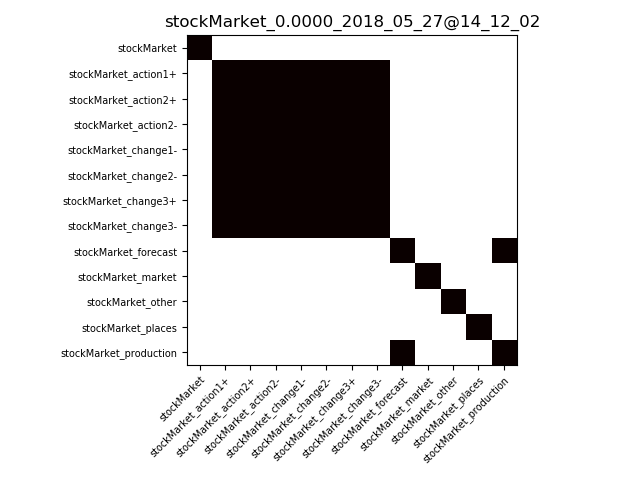 stockMarket_0.0000_2018_05_27@14_12_02
stockMarket
stockMarket_action1+
stockMarket_action2+
stockMarket_action2-
stockMarket_change1-
stockMarket_change2-
stockMarket_change3+
stockMarket_change3-
stockMarket_forecast
stockMarket_market
stockMarket_other
stockMarket_places
stockMarket_production
stockMarket
stockMarket_action1+
stockMarket_action2+
stockMarket_action2-
stockMarket_change1-
stockMarket_change2-
stockMarket_change3+
stockMarket_change3-
stockMarket_forecast
stockMarket_market
stockMarket_other
stockMarket_places
stockMarket_production